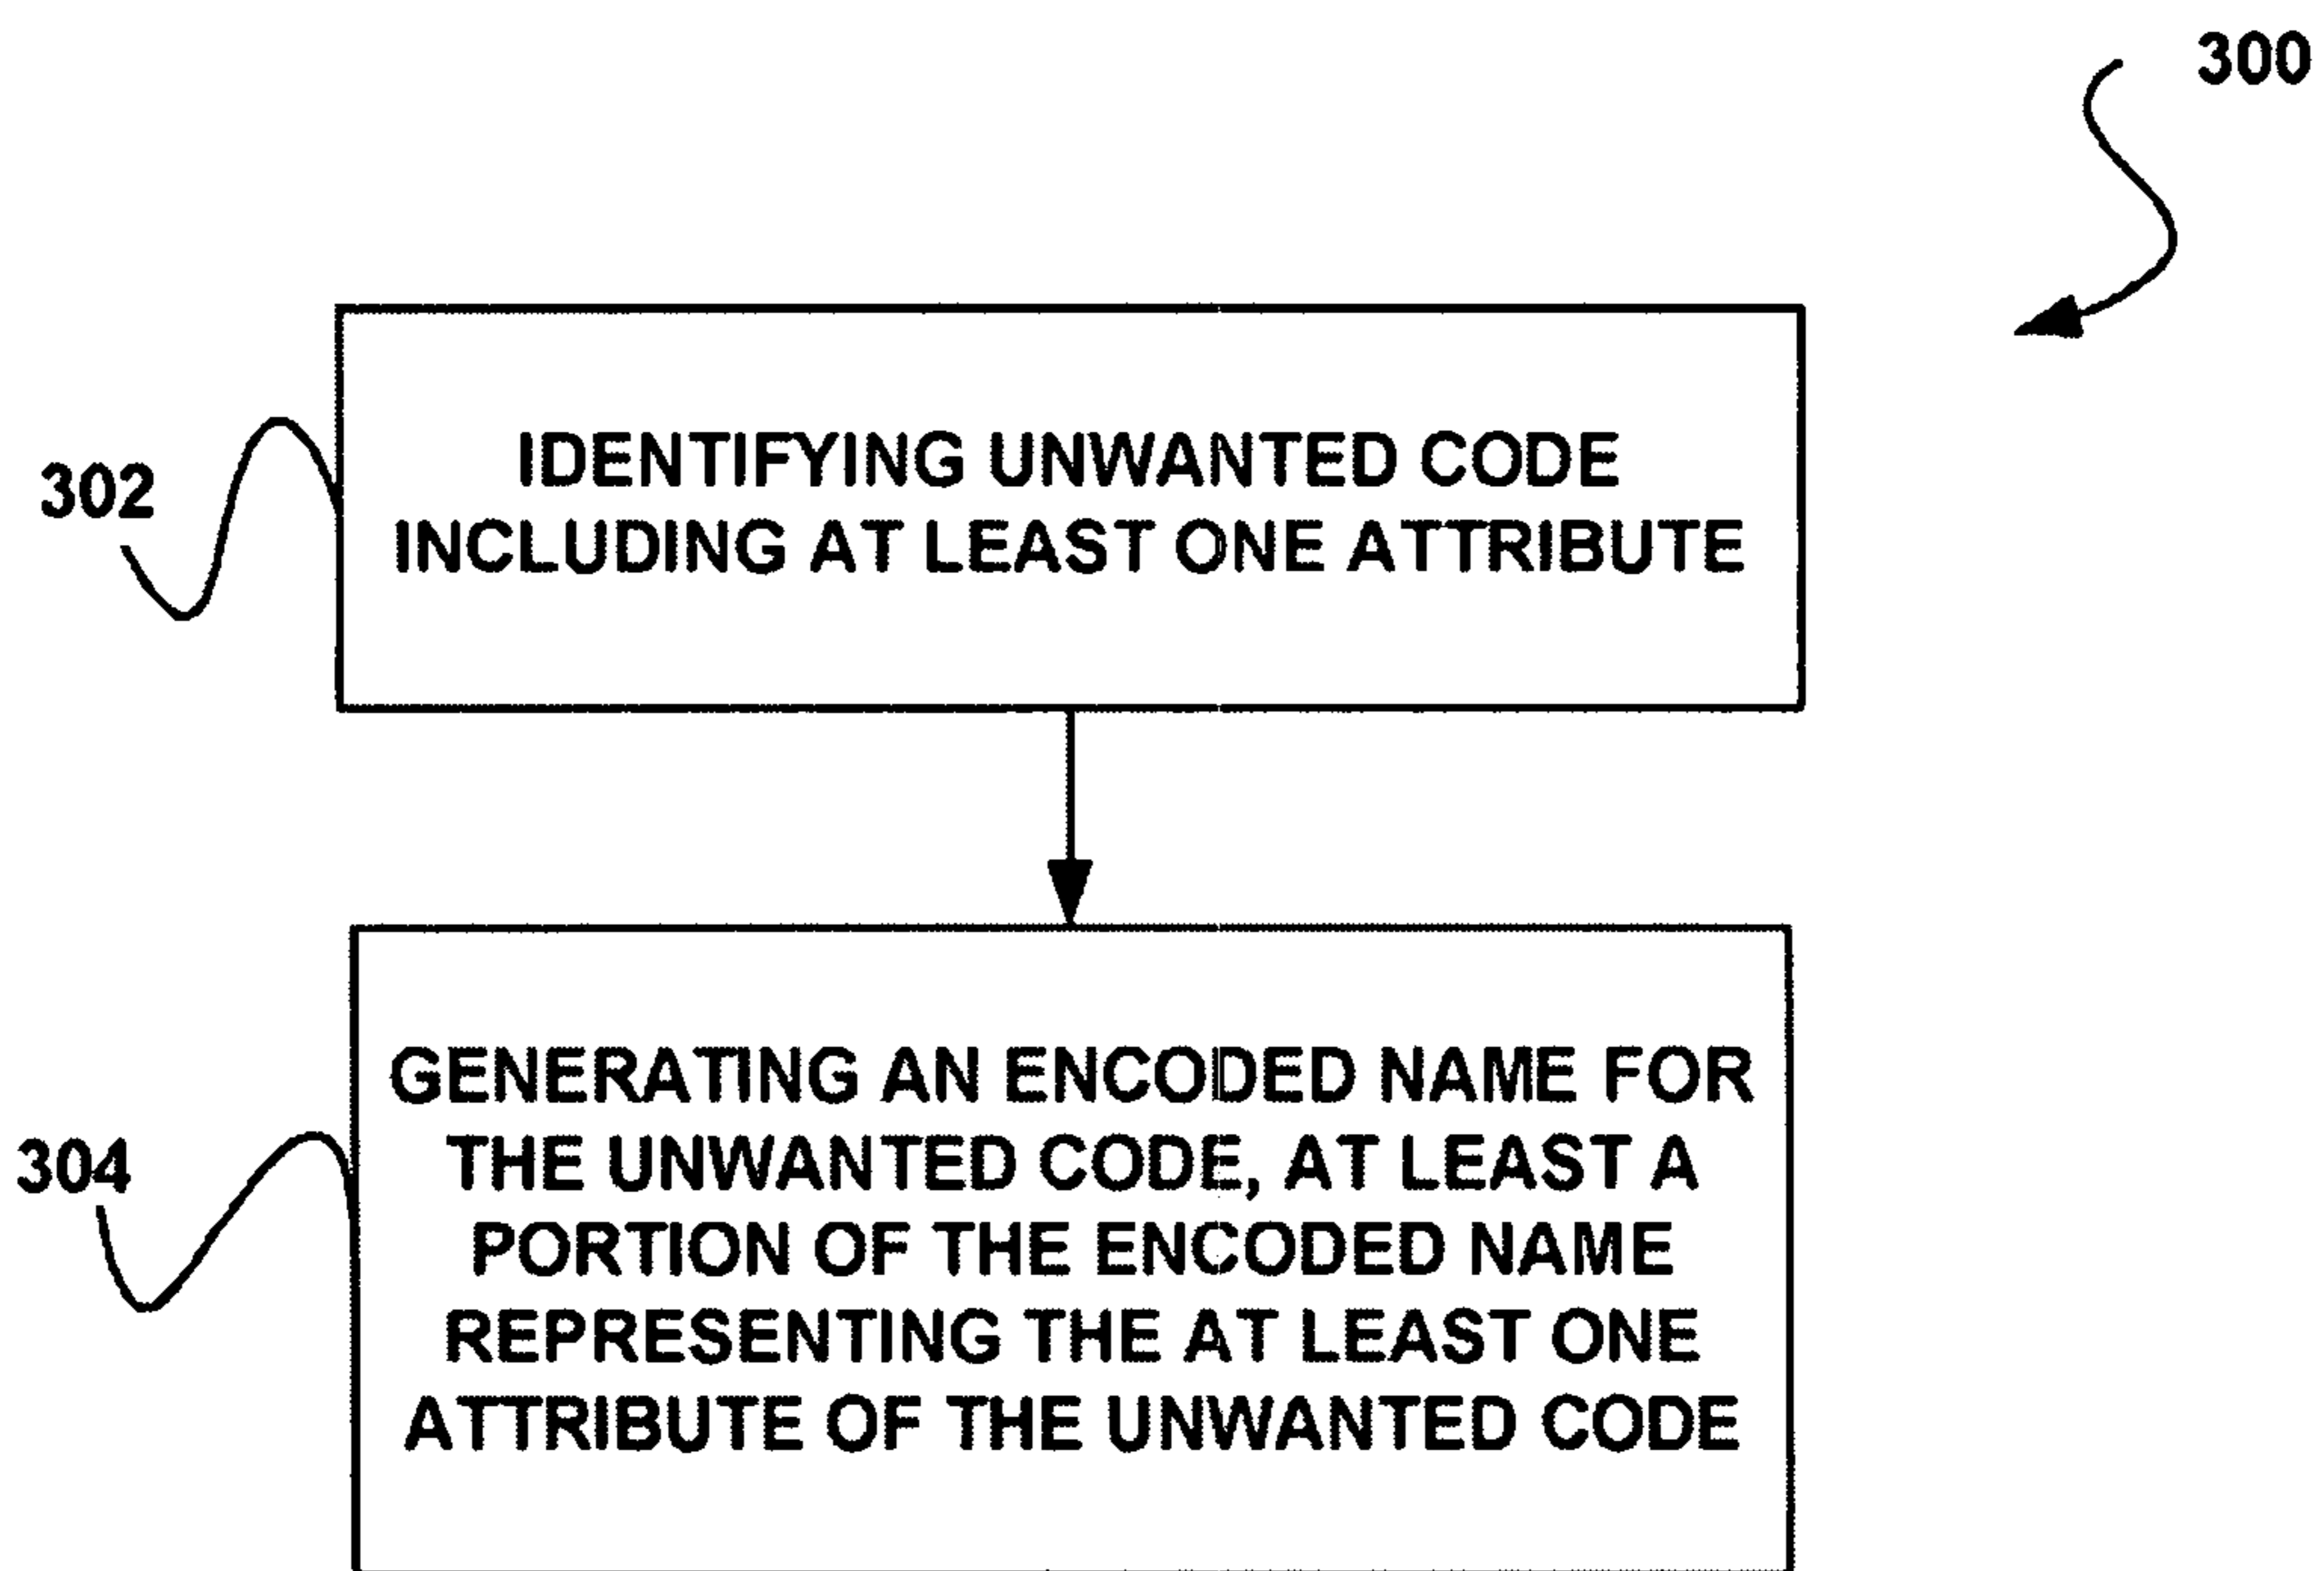 300
302
IDENTIFYING UNWANTED CODE
INCLUDING AT LEAST ONE ATTRIBUTE
304
GENERATING AN ENCODED NAME FOR
THE UNWANTED CODE, AT LEAST A
PORTION OF THE ENCODED NAME
REPRESENTING THE AT LEAST ONE
ATTRIBUTE OF THE UNWANTED CODE